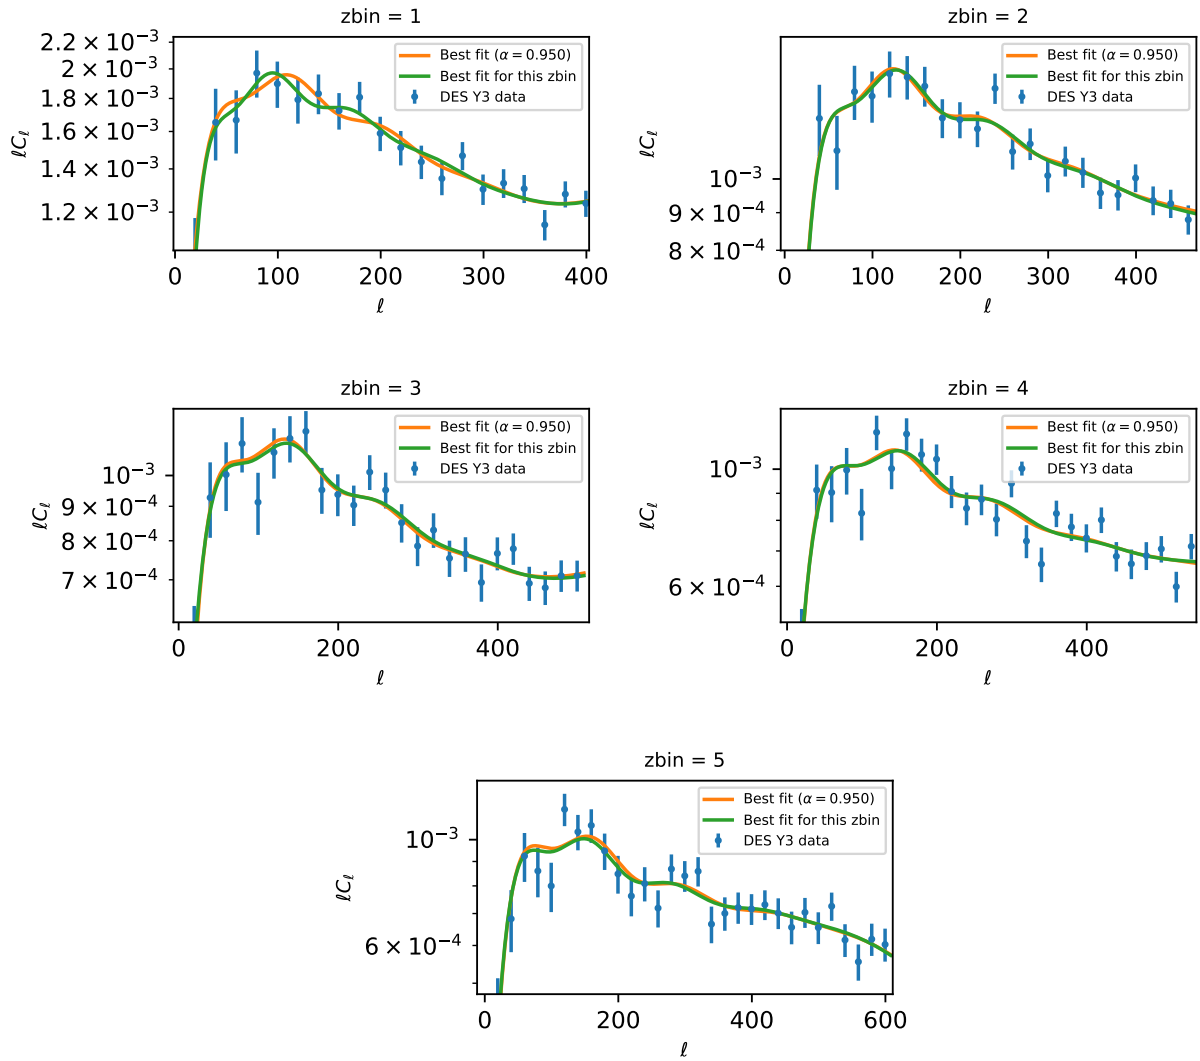 zbin = 1
2.2 × 10⁻³
2 × 10⁻³
1.8 × 10⁻³
1.6 × 10⁻³
1.4 × 10⁻³
1.2 × 10⁻³
ℓCℓ
Best fit (α = 0.950)
Best fit for this zbin
DES Y3 data
0 100 200 300 400
ℓ
zbin = 2
10⁻³
9 × 10⁻⁴
8 × 10⁻⁴
ℓCℓ
Best fit (α = 0.950)
Best fit for this zbin
DES Y3 data
0 100 200 300 400
ℓ
zbin = 3
10⁻³
9 × 10⁻⁴
8 × 10⁻⁴
7 × 10⁻⁴
ℓCℓ
Best fit (α = 0.950)
Best fit for this zbin
DES Y3 data
0 200 400
ℓ
zbin = 4
10⁻³
6 × 10⁻⁴
ℓCℓ
Best fit (α = 0.950)
Best fit for this zbin
DES Y3 data
0 200 400
ℓ
zbin = 5
10⁻³
6 × 10⁻⁴
ℓCℓ
Best fit (α = 0.950)
Best fit for this zbin
DES Y3 data
0 200 400 600
ℓ